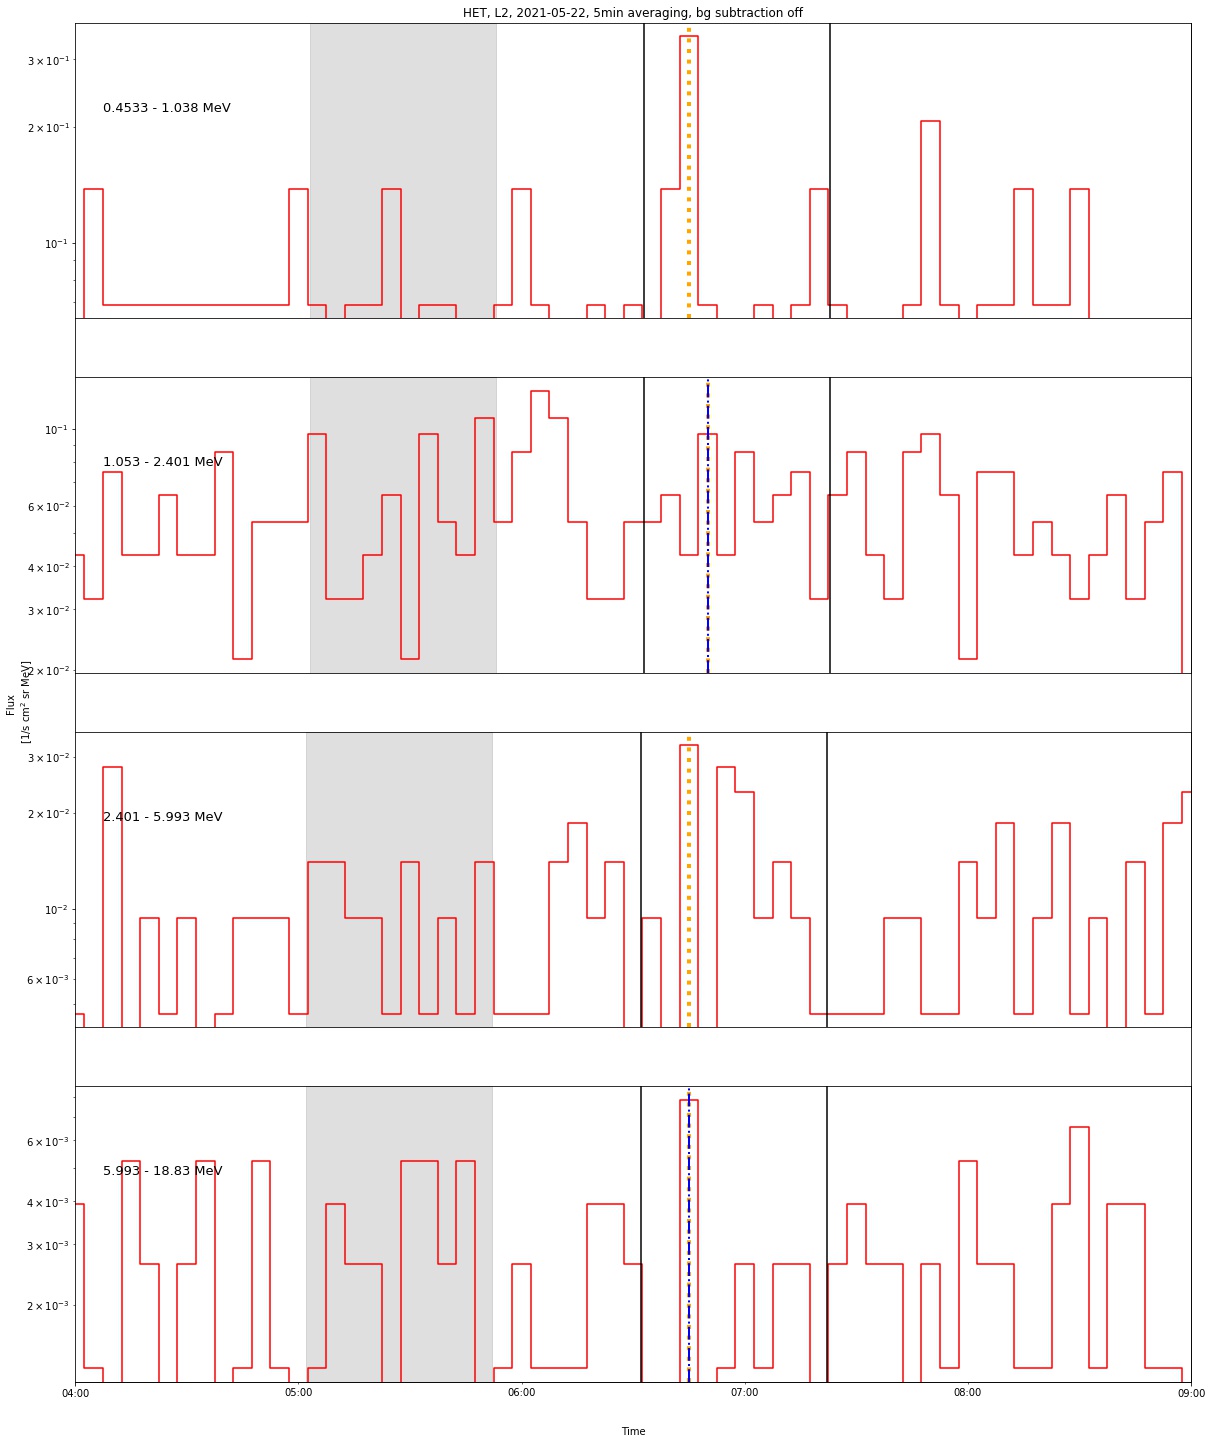 HET, L2, 2021-05-22, 5min averaging, bg subtraction off
3 × 10⁻¹
0.4533 - 1.038 MeV
2 × 10⁻¹
10⁻¹
10⁻¹
1.053 - 2.401 MeV
6 × 10⁻²
4 × 10⁻²
3 × 10⁻²
2 × 10⁻²
Flux
[1/s cm² sr MeV]
3 × 10⁻²
2 × 10⁻²
2.401 - 5.993 MeV
10⁻²
6 × 10⁻³
6 × 10⁻³
5.993 - 18.83 MeV
4 × 10⁻³
3 × 10⁻³
2 × 10⁻³
04:00 05:00 06:00 07:00 08:00 09:00
Time